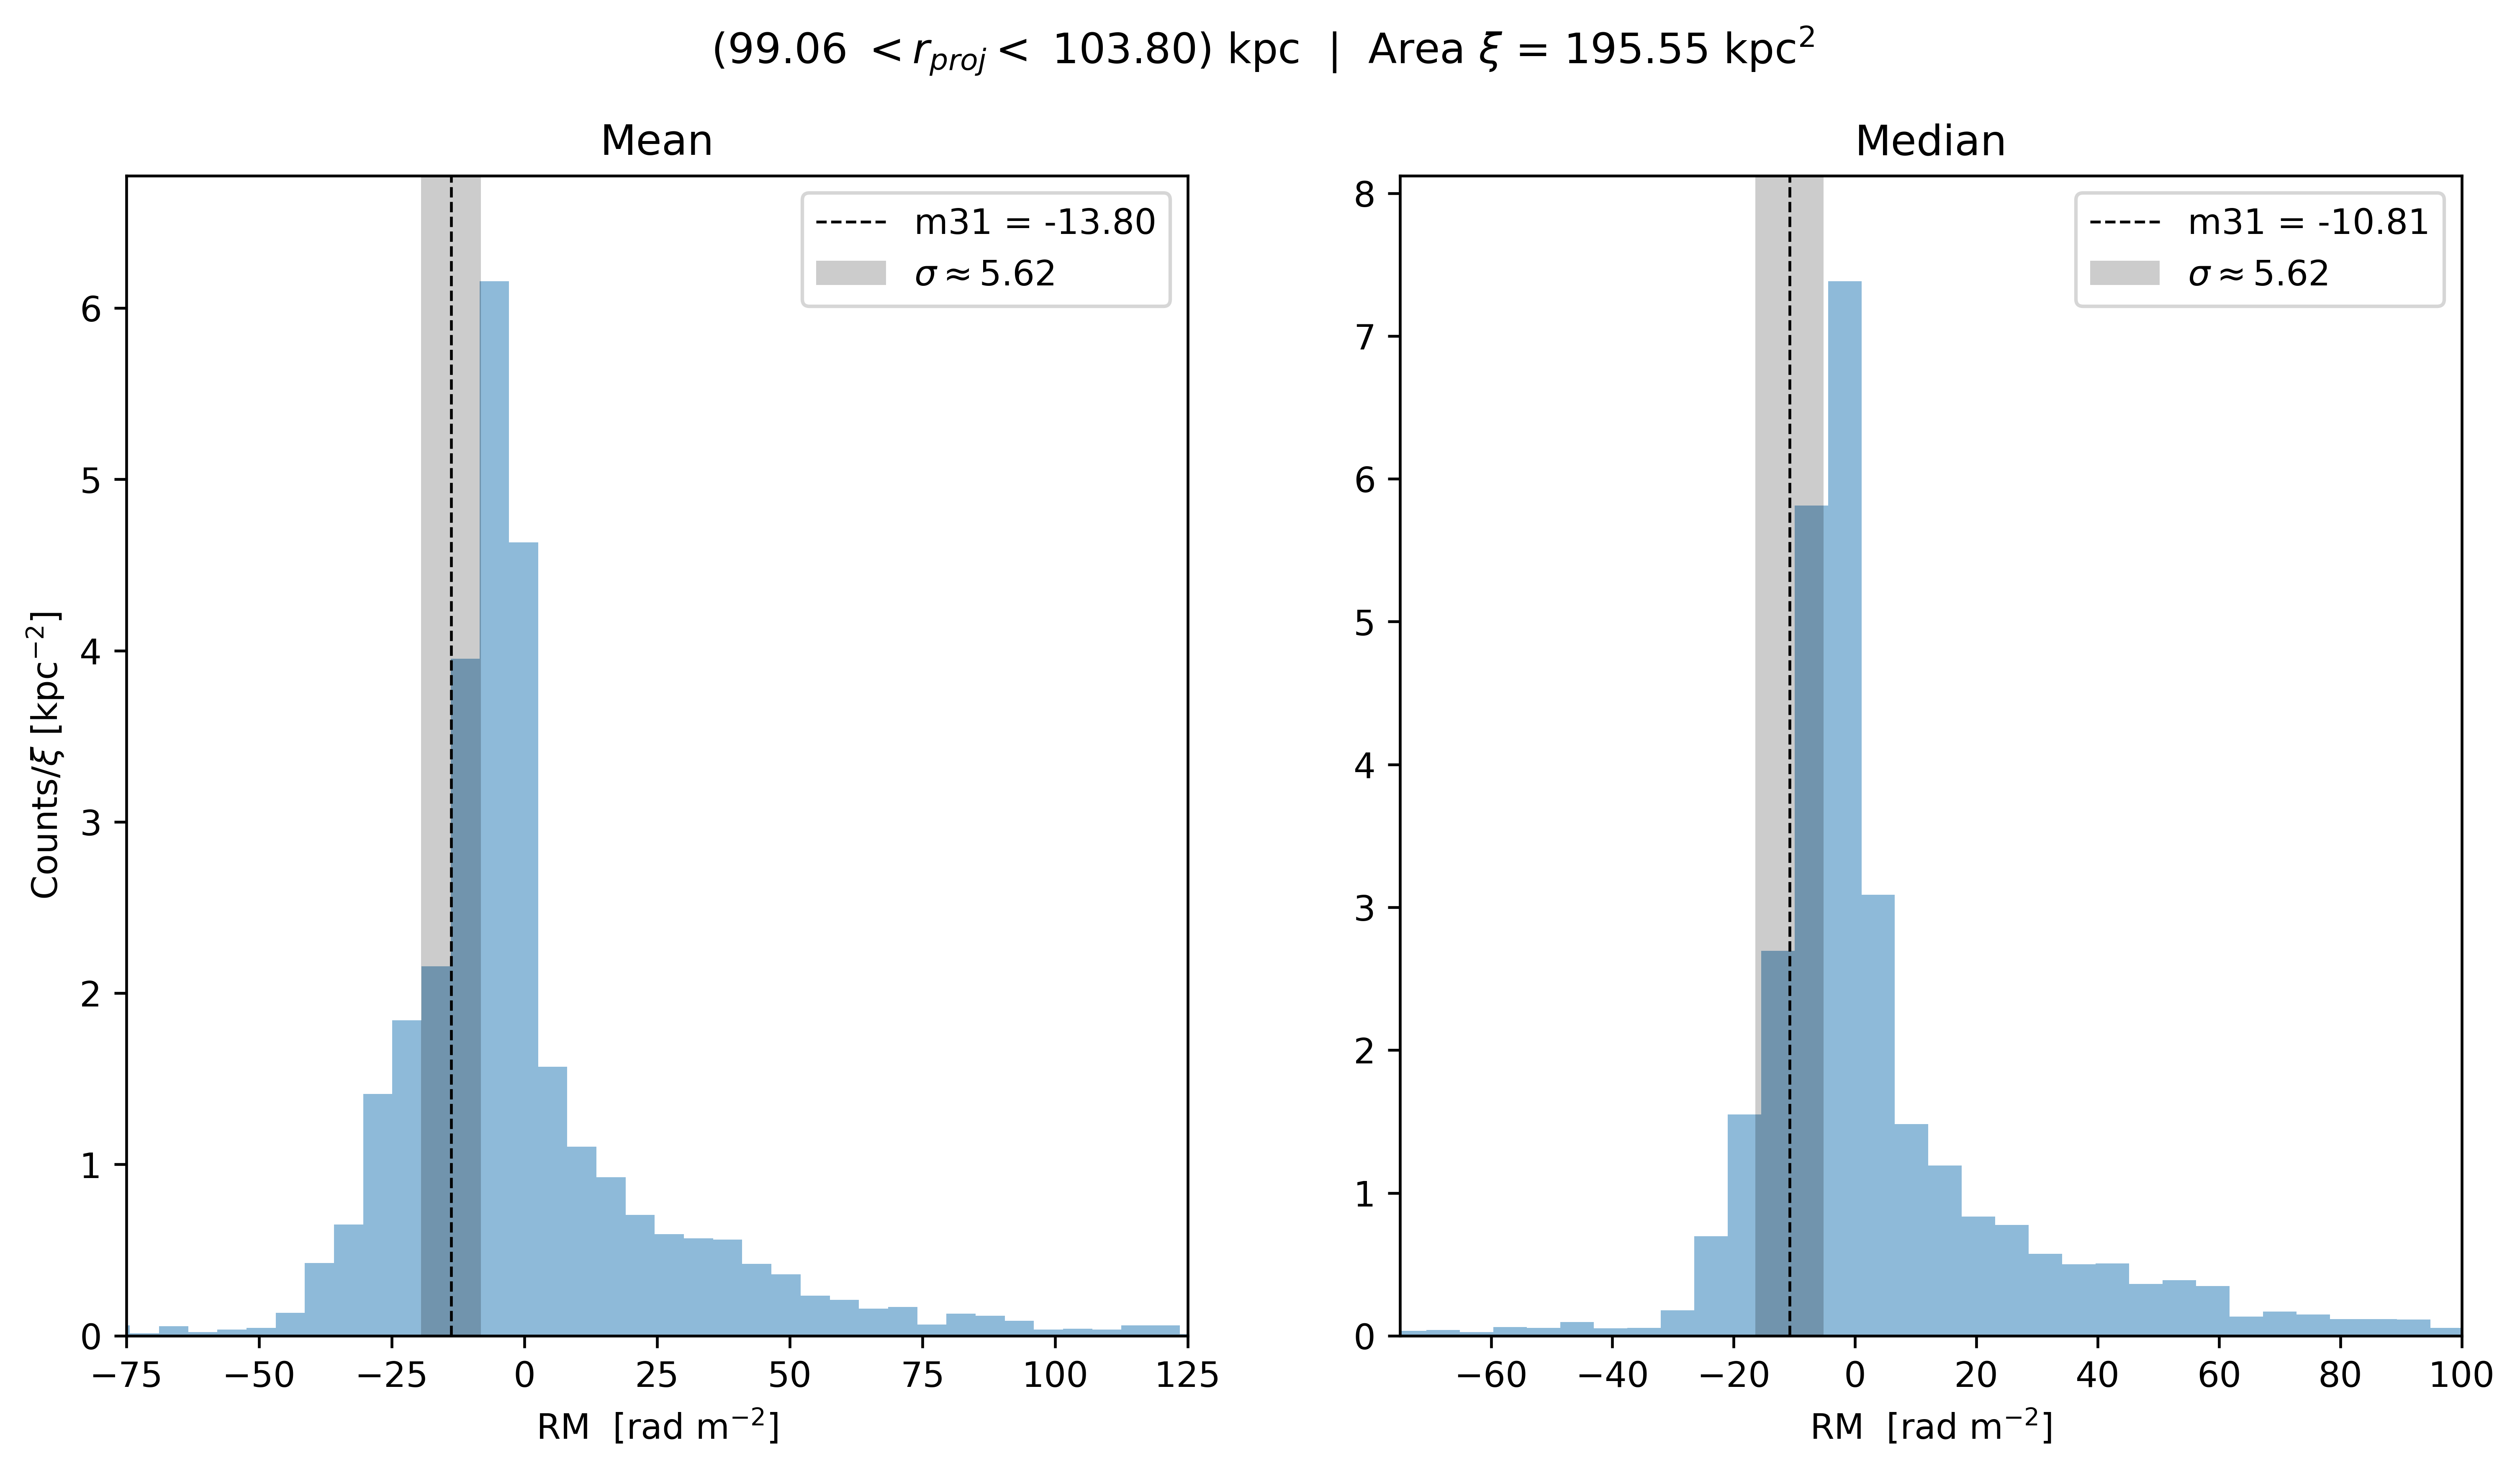 (99.06 < r_proj < 103.80) kpc | Area ξ = 195.55 kpc²
Mean
m31 = -13.80
σ ≈ 5.62
Counts/ξ [kpc⁻²]
6
5
4
3
2
1
0
−75 −50 −25 0 25 50 75 100 125
RM [rad m⁻²]
Median
m31 = -10.81
σ ≈ 5.62
8
7
6
5
4
3
2
1
0
−60 −40 −20 0 20 40 60 80 100
RM [rad m⁻²]